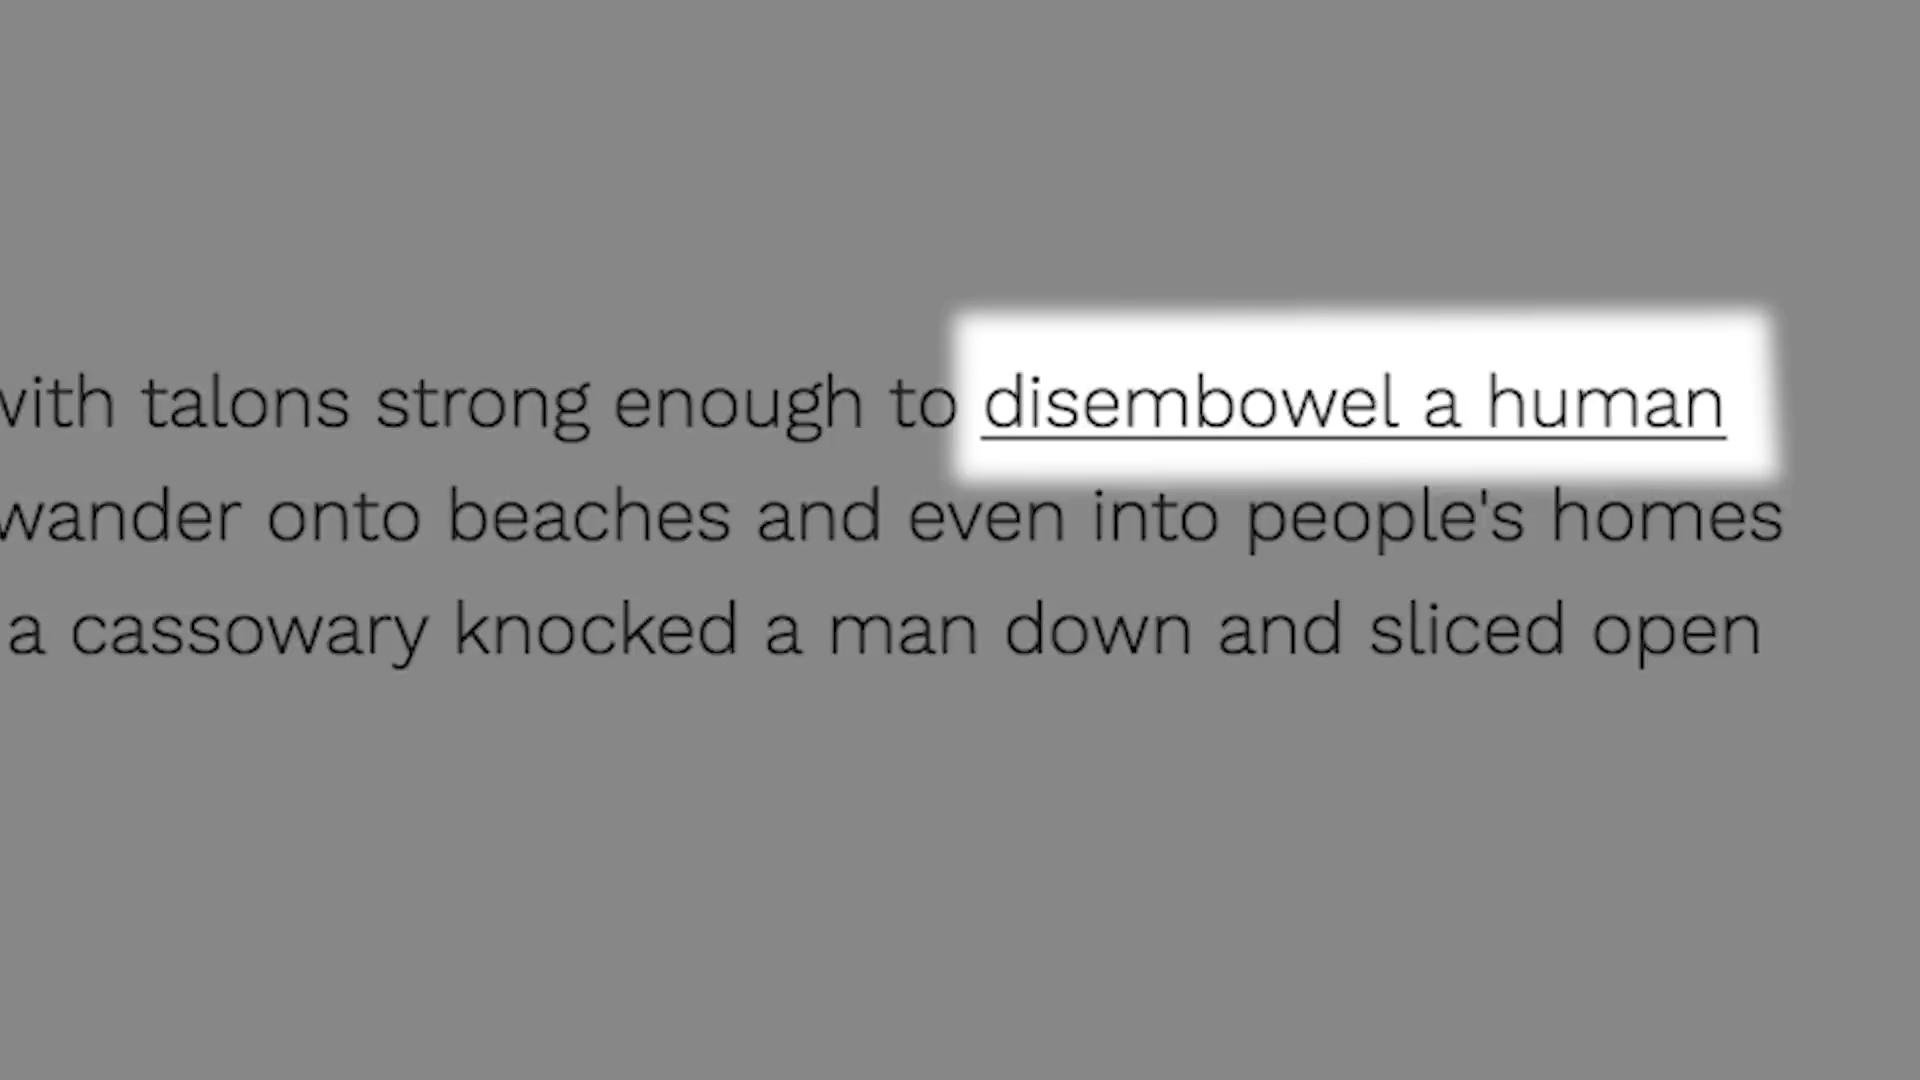 with talons strong enough to disembowel a human
wander onto beaches and even into people's homes
a cassowary knocked a man down and sliced open